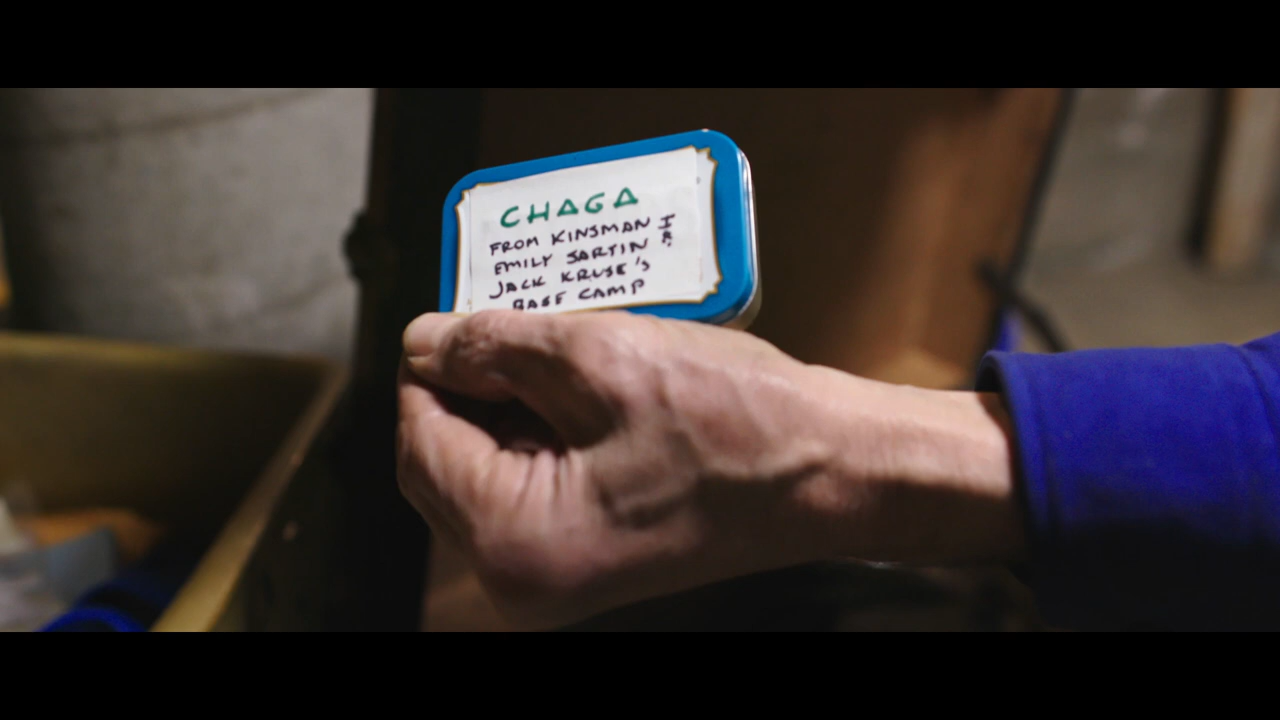 CHAGA
FROM KINSMAN
EMILY SARTIN
JACK KRUSE'S
BASE CAMP